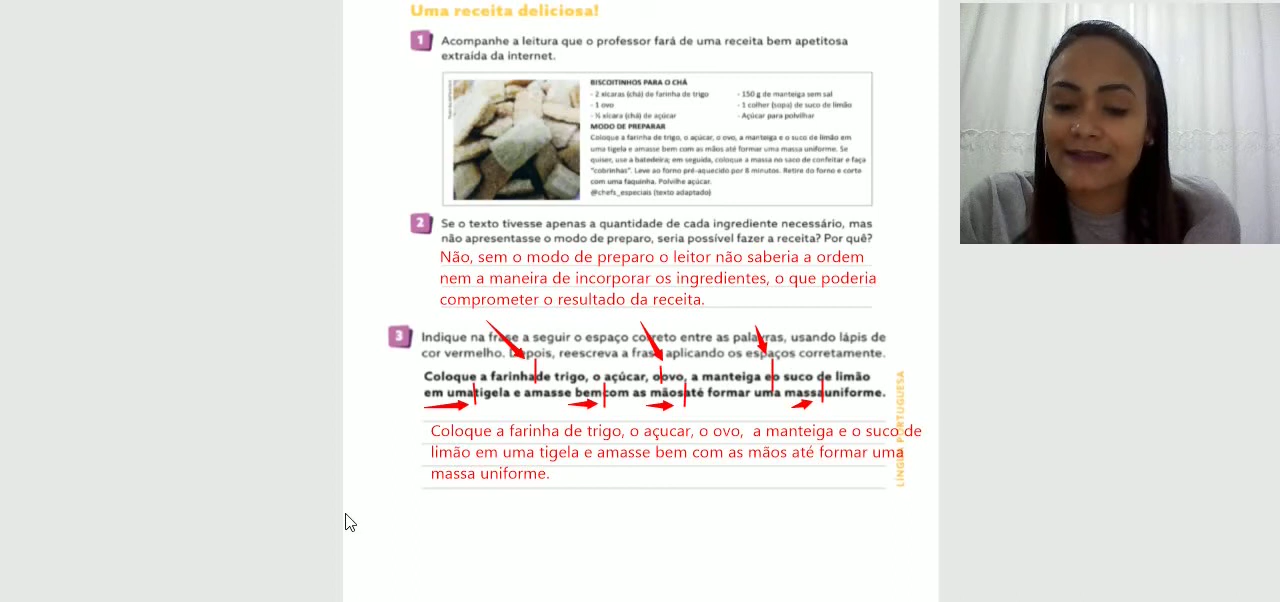 Uma receita deliciosa!
1
Acompanhe a leitura que o professor fará de uma receita bem apetitosa
extraída da internet.
BISCOITINHOS PARA O CHÁ
- 2 xícaras (chá) de farinha de trigo
- 1 ovo
- ½ xícara (chá) de açúcar
- 150 g de manteiga sem sal
- 1 colher (sopa) de suco de limão
- Açúcar para polvilhar
MODO DE PREPARAR
Coloque a farinha de trigo, o açúcar, o ovo, a manteiga e o suco de limão em
uma tigela e amasse bem com as mãos até formar uma massa uniforme. Se
quiser, use a batedeira; em seguida, coloque a massa no saco de confeitar e faça
"cobrinhas". Leve ao forno pré-aquecido por 8 minutos. Retire do forno e corte
com uma faquinha. Polvilhe açúcar.
@chefs_especiais (texto adaptado)
2
Se o texto tivesse apenas a quantidade de cada ingrediente necessário, mas
não apresentasse o modo de preparo, seria possível fazer a receita? Por quê?
Não, sem o modo de preparo o leitor não saberia a ordem
nem a maneira de incorporar os ingredientes, o que poderia
comprometer o resultado da receita.
3
Indique na frase a seguir o espaço correto entre as palavras, usando lápis de
cor vermelho. Depois, reescreva a frase aplicando os espaços corretamente.
Coloque a farinhade trigo, o açúcar, oovo, a manteiga eo suco de limão
em umatigela e amasse bemcom as mãosaté formar uma massauniforme.
Coloque a farinha de trigo, o açucar, o ovo, a manteiga e o suco de
limão em uma tigela e amasse bem com as mãos até formar uma
massa uniforme.
LÍNGUA PORTUGUESA